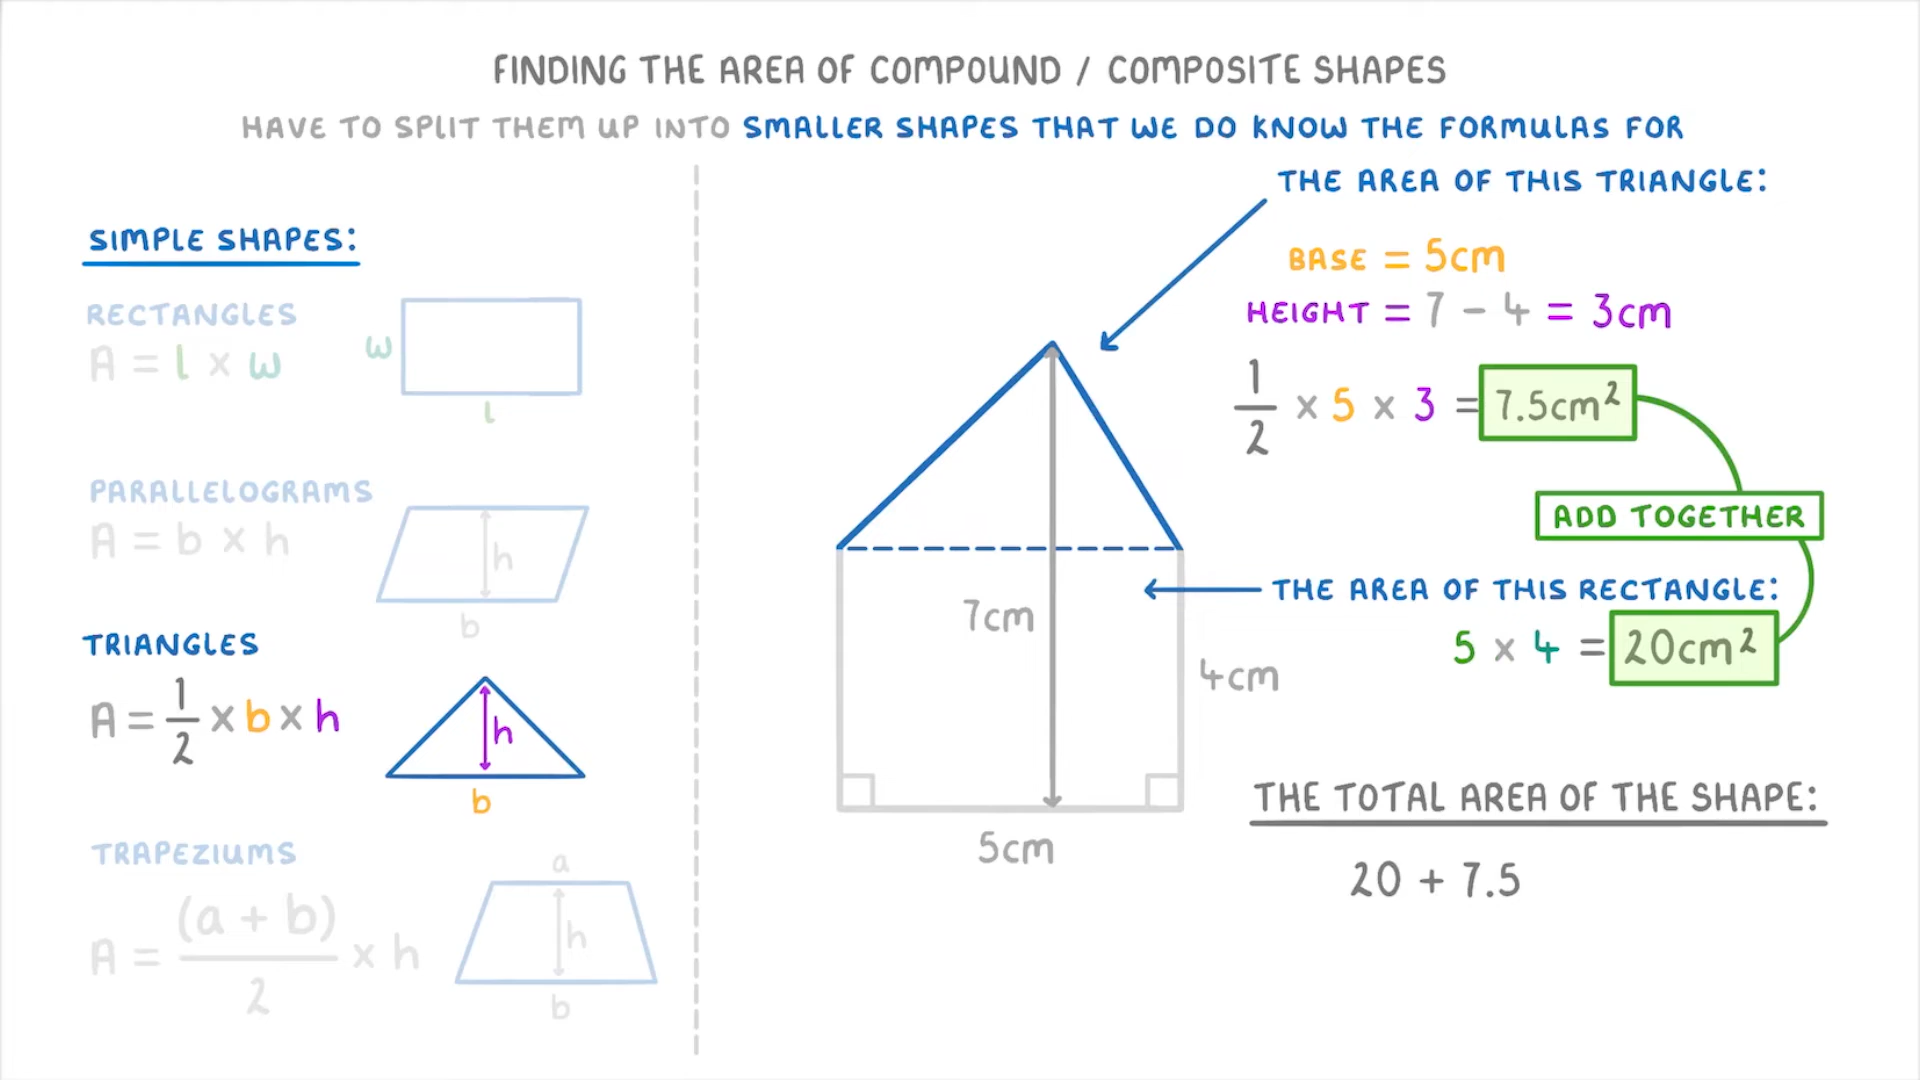 FINDING THE AREA OF COMPOUND / COMPOSITE SHAPES
HAVE TO SPLIT THEM UP INTO SMALLER SHAPES THAT WE DO KNOW THE FORMULAS FOR
SIMPLE SHAPES:
RECTANGLES
A = l × w
w
l
PARALLELOGRAMS
A = b × h
h
b
TRIANGLES
A = 1/2 × b × h
h
b
TRAPEZIUMS
A = (a + b)/2 × h
a
h
b
7cm
4cm
5cm
THE AREA OF THIS TRIANGLE:
BASE = 5cm
HEIGHT = 7 - 4 = 3cm
1/2 × 5 × 3 = 7.5cm²
ADD TOGETHER
THE AREA OF THIS RECTANGLE:
5 × 4 = 20cm²
THE TOTAL AREA OF THE SHAPE:
20 + 7.5